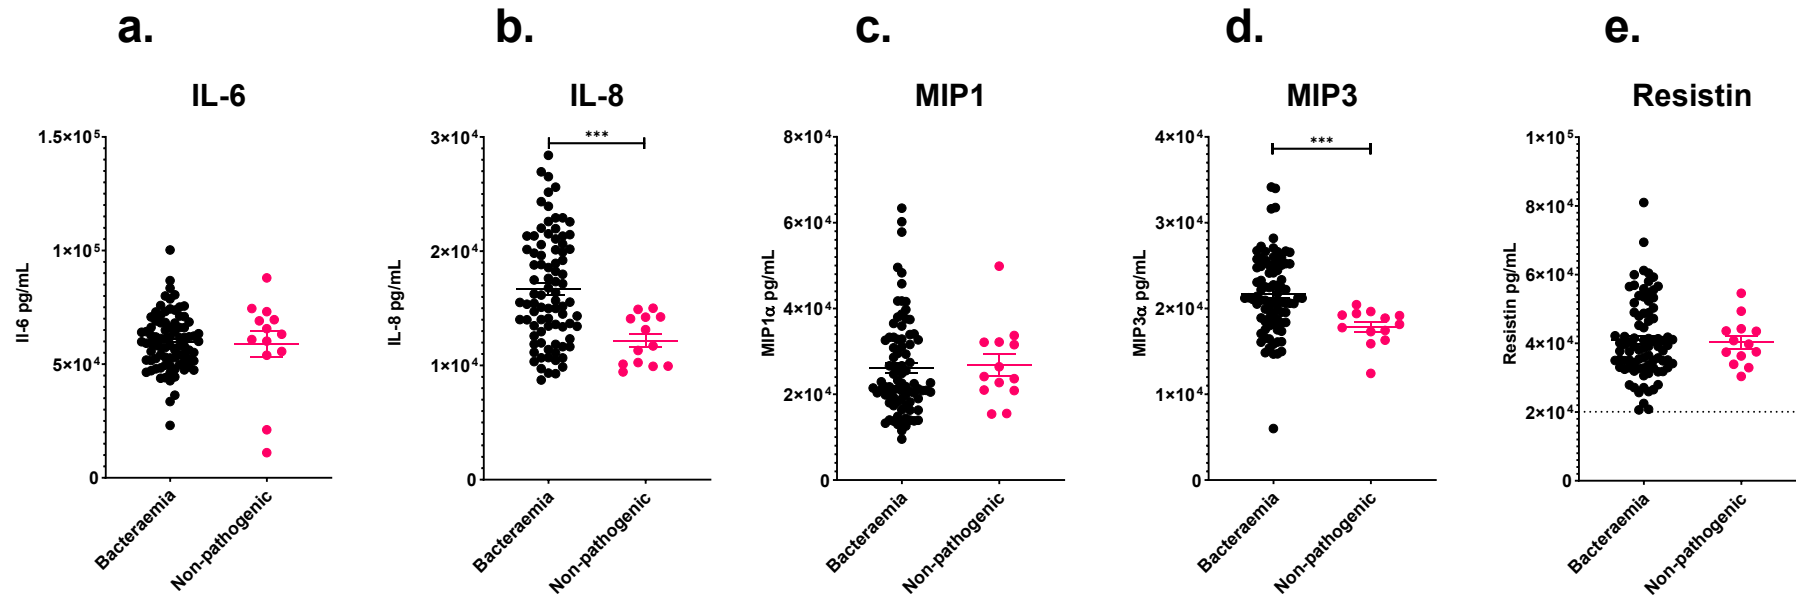 a.
b.
c.
d.
e.
IL-6
IL-8
MIP1
MIP3
Resistin
Il-6 pg/mL
1.5×10⁵
1×10⁵
5×10⁴
0
Bacteraemia
Non-pathogenic
IL-8 pg/mL
3×10⁴
2×10⁴
1×10⁴
0
***
Bacteraemia
Non-pathogenic
MIP1α pg/mL
8×10⁴
6×10⁴
4×10⁴
2×10⁴
0
Bacteraemia
Non-pathogenic
MIP3α pg/mL
4×10⁴
3×10⁴
2×10⁴
1×10⁴
0
***
Bacteraemia
Non-pathogenic
Resistin pg/mL
1×10⁵
8×10⁴
6×10⁴
4×10⁴
2×10⁴
0
Bacteraemia
Non-pathogenic